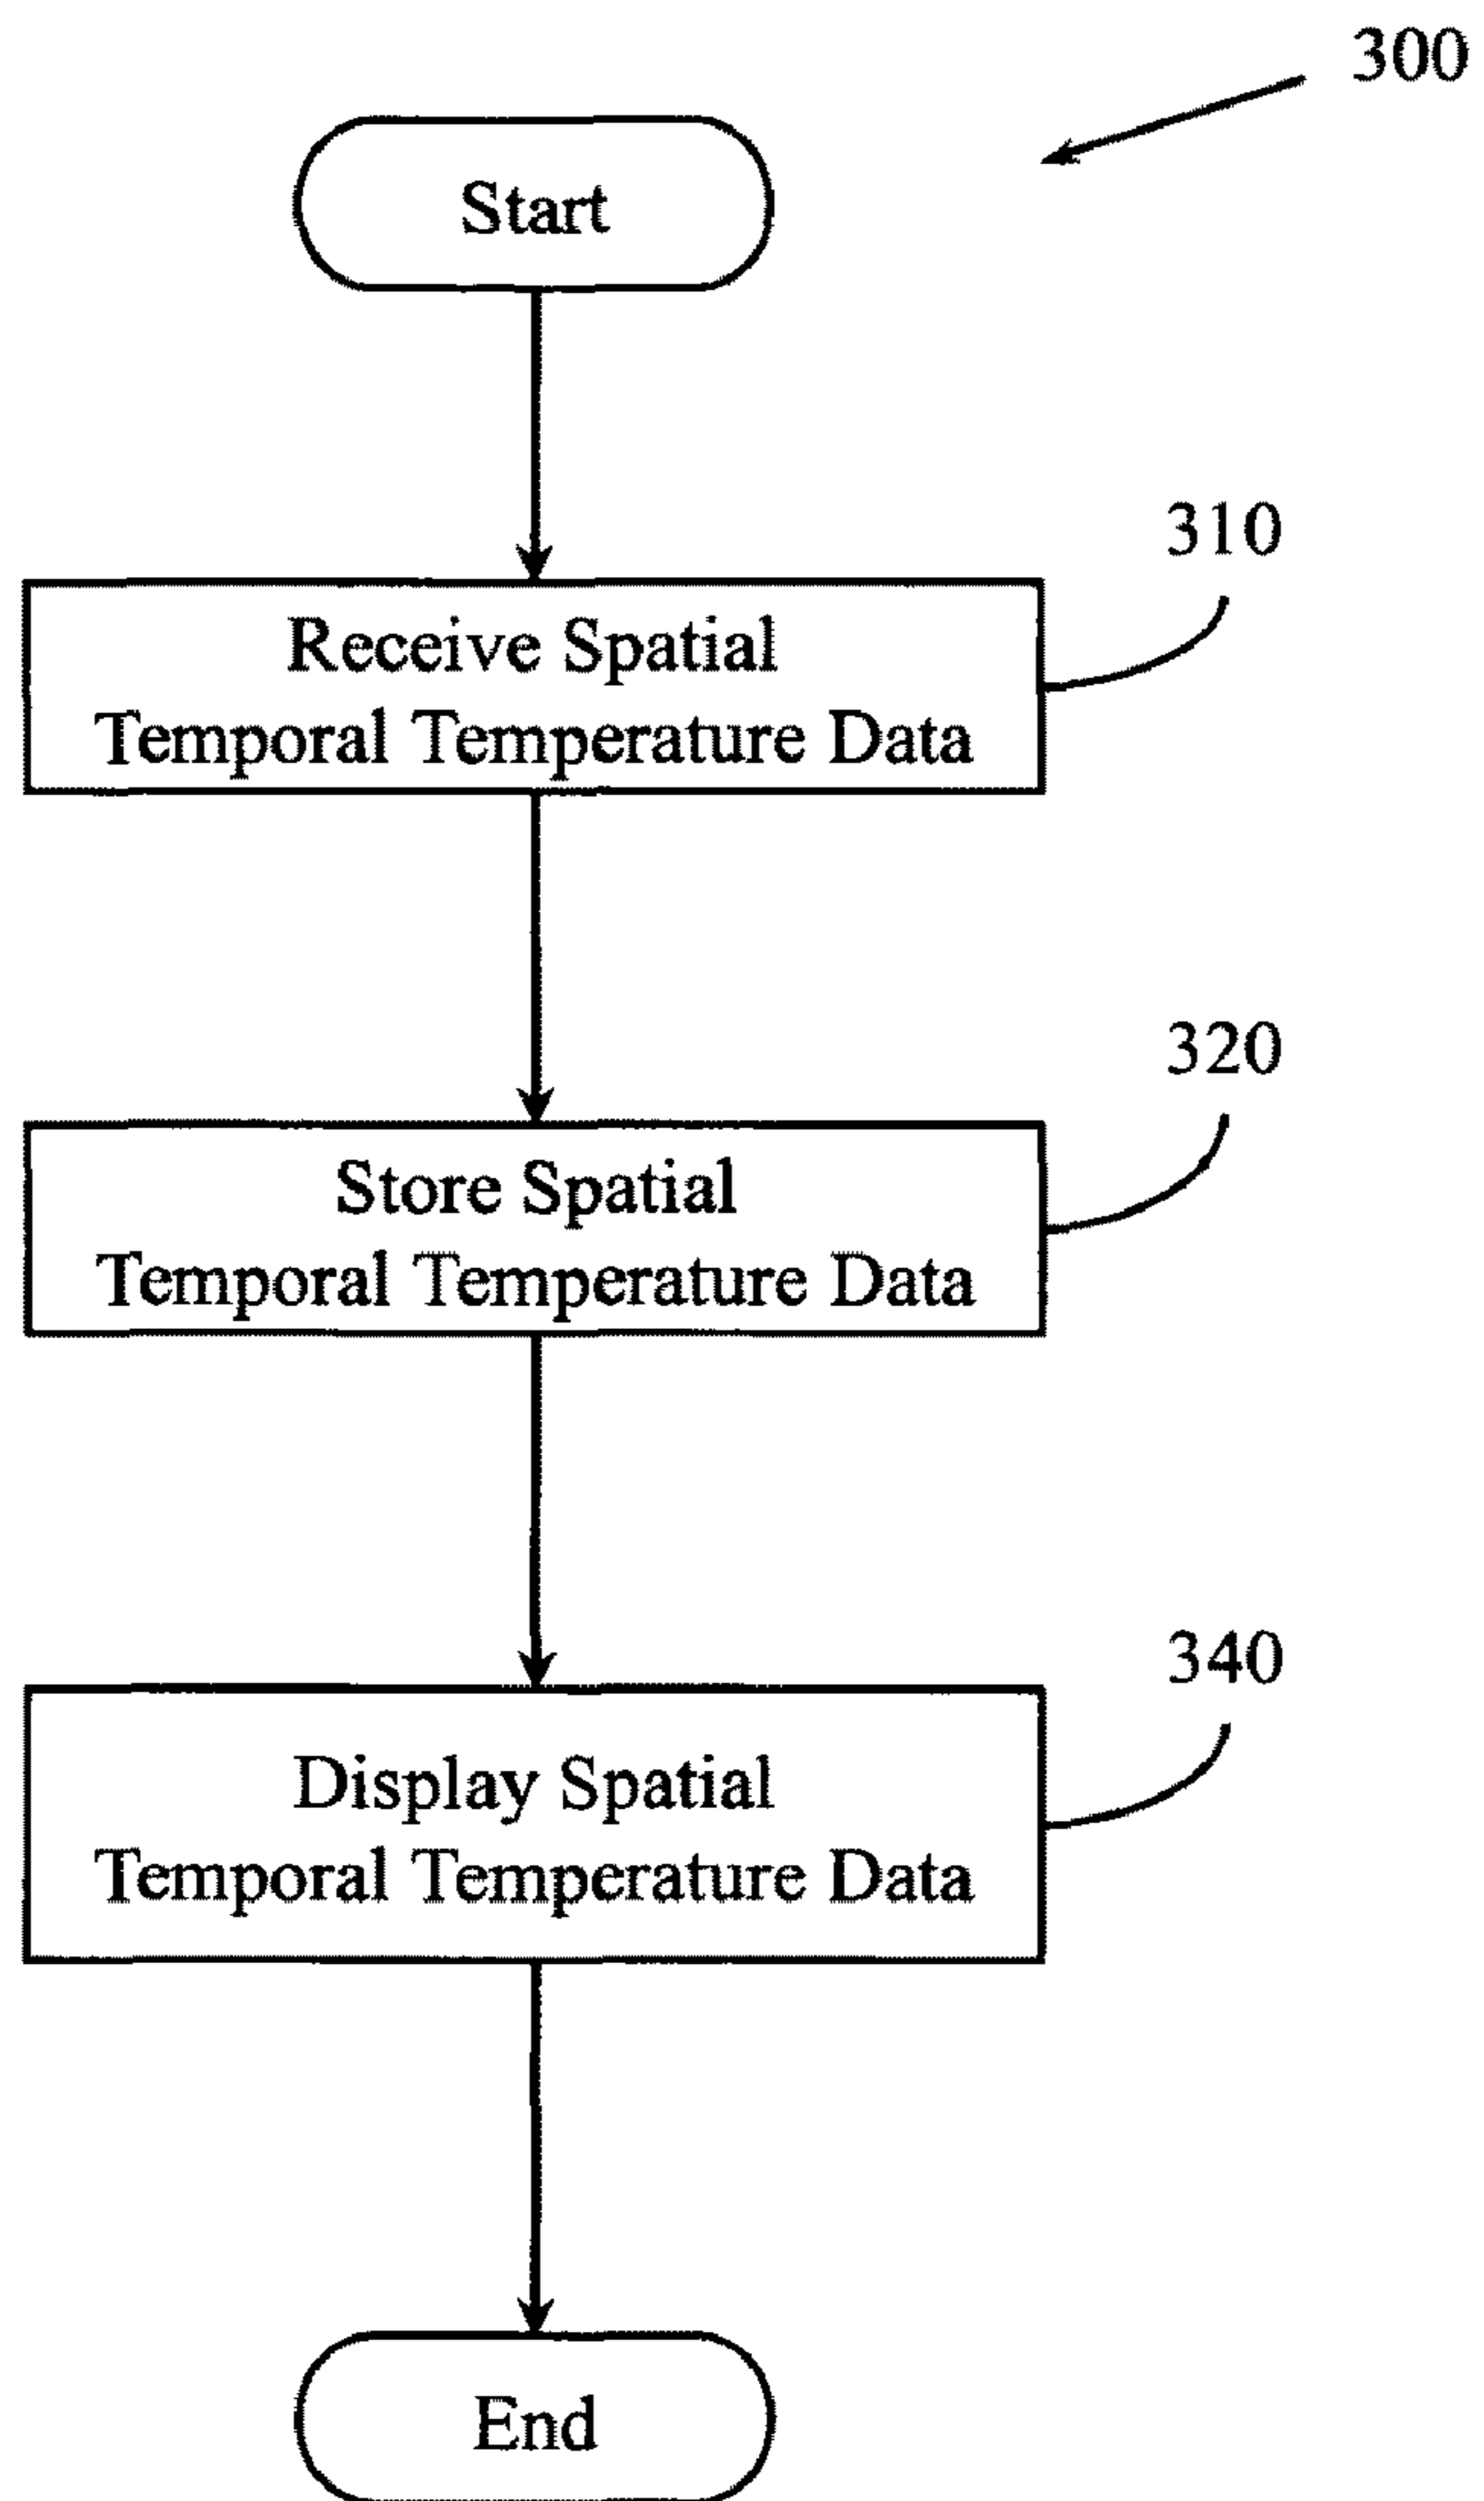 300
Start
310
Receive Spatial
Temporal Temperature Data
320
Store Spatial
Temporal Temperature Data
340
Display Spatial
Temporal Temperature Data
End